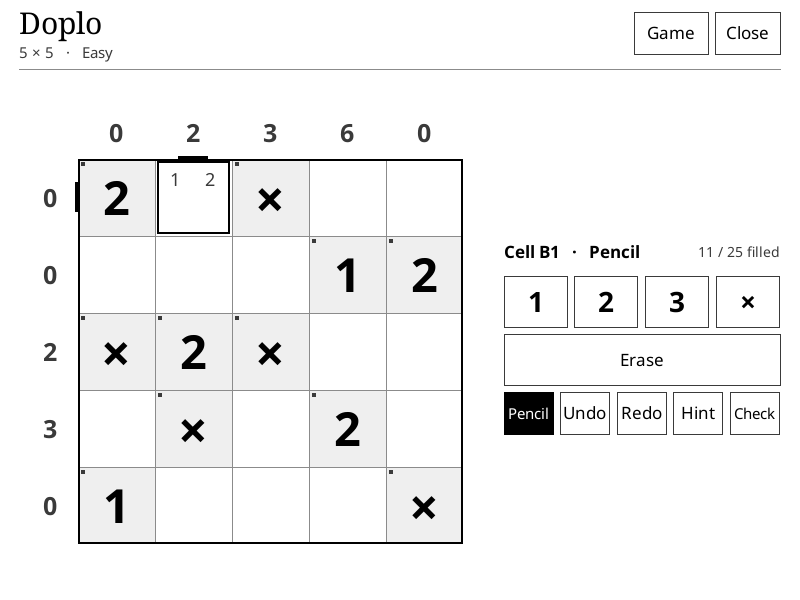 Doplo
5 × 5 · Easy
Game
Close
0 2 3 6 0
0 2 1 2 ×
0 1 2
2 × 2 ×
3 × 2
0 1 ×
Cell B1 · Pencil
11 / 25 filled
1 2 3 ×
Erase
Pencil Undo Redo Hint Check